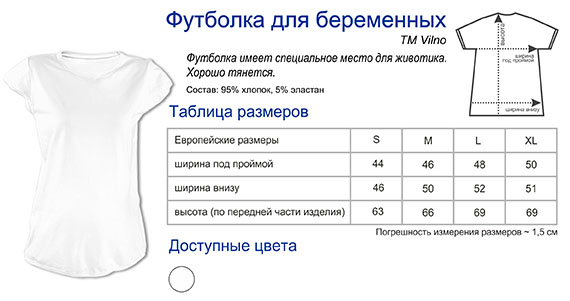 Футболка для беременных
TM Vilno
Футболка имеет специальное место для животика.
Хорошо тянется.
Состав: 95% хлопок, 5% эластан
высота
ширина
под проймой
ширина внизу
Таблица размеров
Европейские размеры S M L XL
ширина под проймой 44 46 48 50
ширина внизу 46 50 52 51
высота (по передней части изделия) 63 66 69 69
Погрешность измерения размеров ~ 1,5 см
Доступные цвета